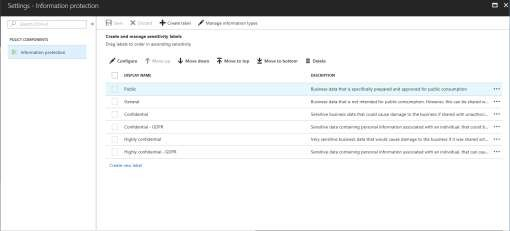 Settings - Information protection
Search (Ctrl+/)
POLICY COMPONENTS
Information protection
Save Discard Create label Manage information types
Create and manage sensitivity labels
Drag labels to order in ascending sensitivity.
Configure Move up Move down Move to top Move to bottom Delete
DISPLAY NAME DESCRIPTION
Public Business data that is specifically prepared and approved for public consumption
General Business data that is not intended for public consumption. However, this can be shared w...
Confidential Sensitive business data that could cause damage to the business if shared with unauthoriz...
Confidential - GDPR Sensitive data containing personal information associated with an individual, that could b...
Highly confidential Very sensitive business data that would cause damage to the business if it was shared wit...
Highly confidential - GDPR Sensitive data containing personal information associated with an individual, that can cau...
Create new label